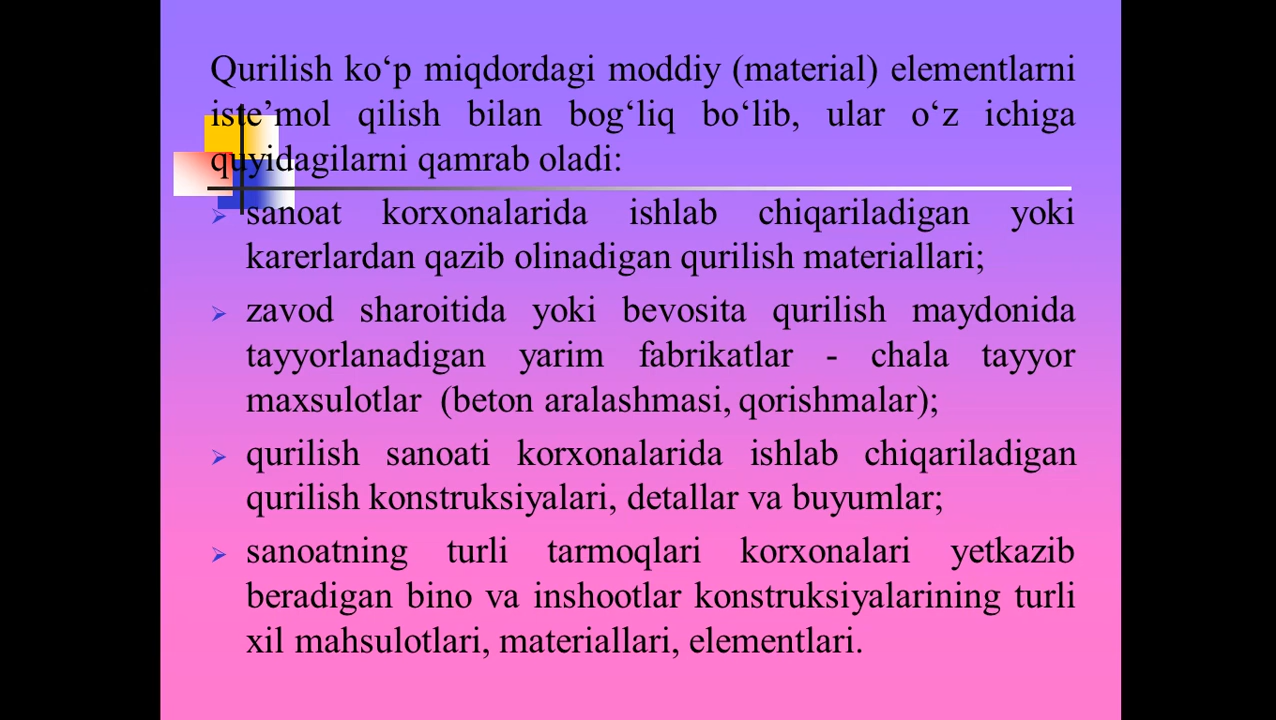 Qurilish ko‘p miqdordagi moddiy (material) elementlarni
iste’mol qilish bilan bog‘liq bo‘lib, ular o‘z ichiga
quyidagilarni qamrab oladi:
sanoat korxonalarida ishlab chiqariladigan yoki
karerlardan qazib olinadigan qurilish materiallari;
zavod sharoitida yoki bevosita qurilish maydonida
tayyorlanadigan yarim fabrikatlar - chala tayyor
maxsulotlar (beton aralashmasi, qorishmalar);
qurilish sanoati korxonalarida ishlab chiqariladigan
qurilish konstruksiyalari, detallar va buyumlar;
sanoatning turli tarmoqlari korxonalari yetkazib
beradigan bino va inshootlar konstruksiyalarining turli
xil mahsulotlari, materiallari, elementlari.